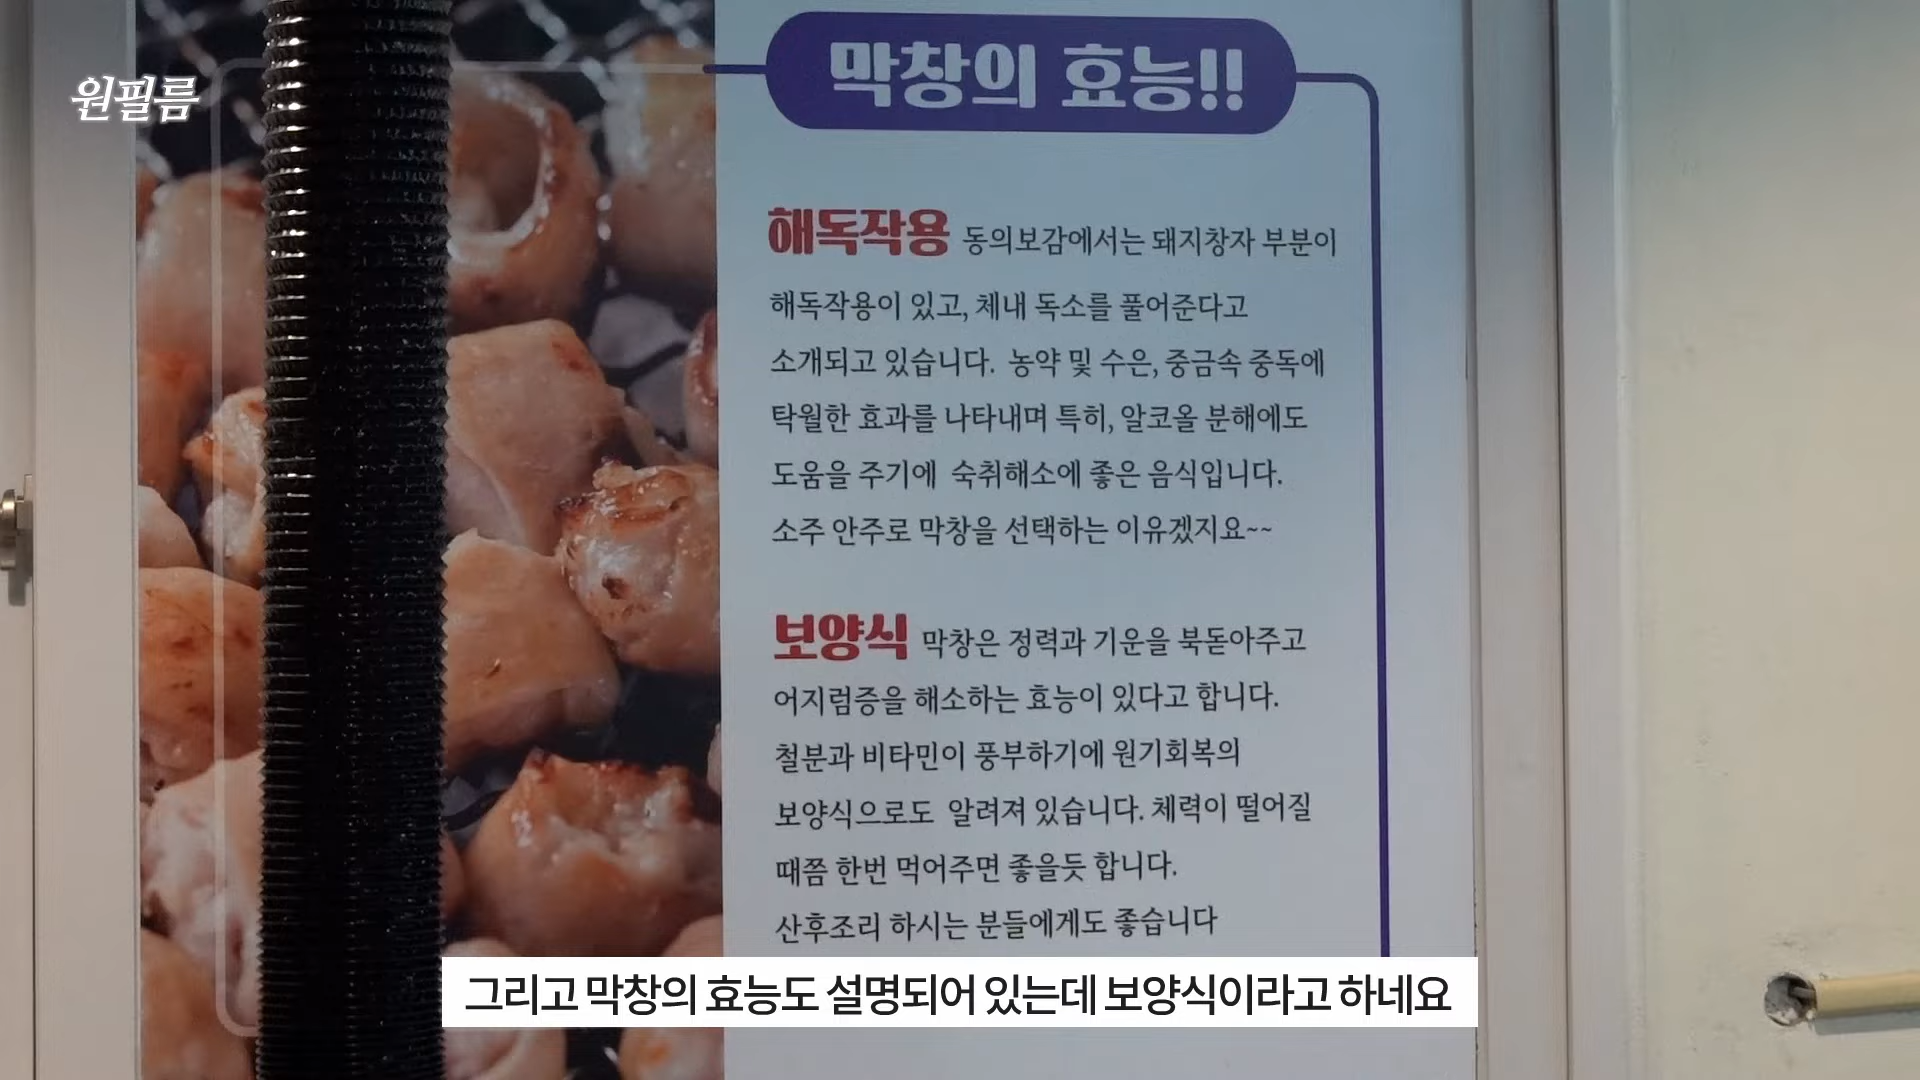 원필름
막창의 효능!!
해독작용 동의보감에서는 돼지창자 부분이
해독작용이 있고, 체내 독소를 풀어준다고
소개되고 있습니다. 농약 및 수은, 중금속 중독에
탁월한 효과를 나타내며 특히, 알코올 분해에도
도움을 주기에 숙취해소에 좋은 음식입니다.
소주 안주로 막창을 선택하는 이유겠지요~~
보양식 막창은 정력과 기운을 북돋아주고
어지럼증을 해소하는 효능이 있다고 합니다.
철분과 비타민이 풍부하기에 원기회복의
보양식으로도 알려져 있습니다. 체력이 떨어질
때쯤 한번 먹어주면 좋을듯 합니다.
산후조리 하시는 분들에게도 좋습니다
그리고 막창의 효능도 설명되어 있는데 보양식이라고 하네요